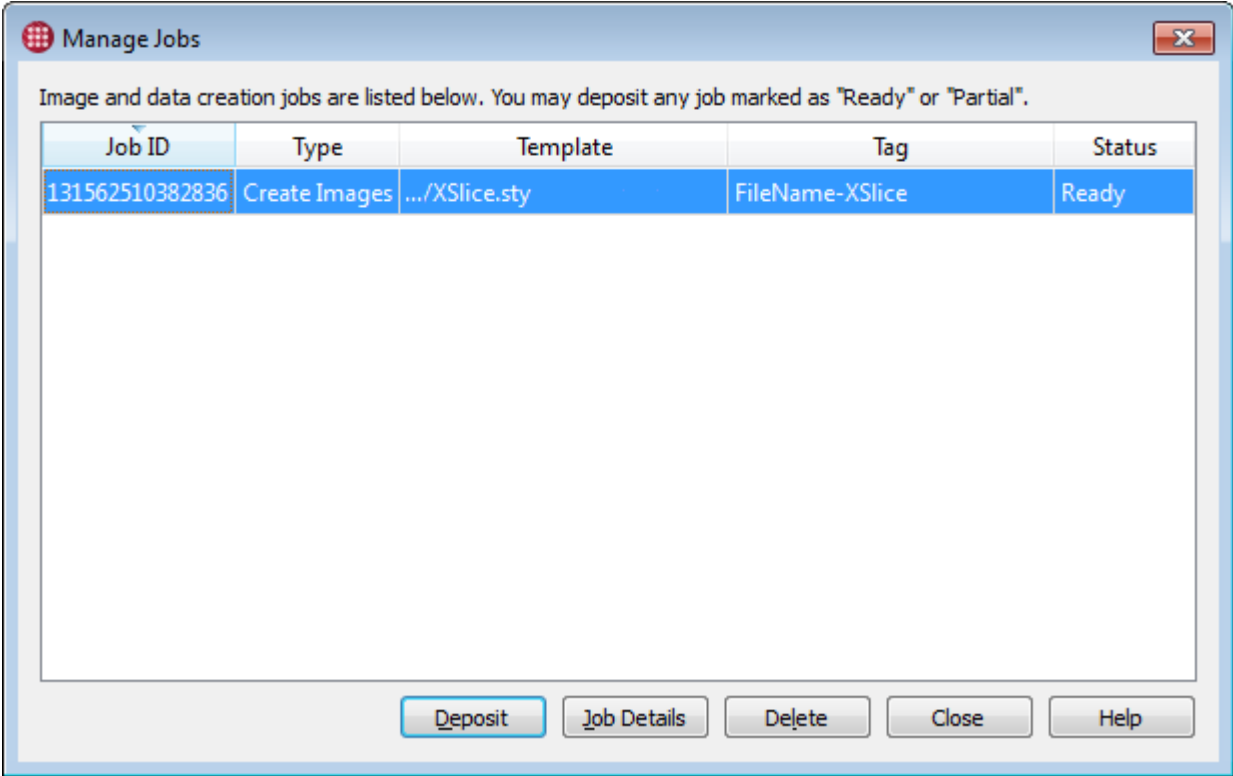 Manage Jobs
Image and data creation jobs are listed below. You may deposit any job marked as "Ready" or "Partial".
Job ID Type Template Tag Status
131562510382836 Create Images .../XSlice.sty FileName-XSlice Ready
Deposit Job Details Delete Close Help